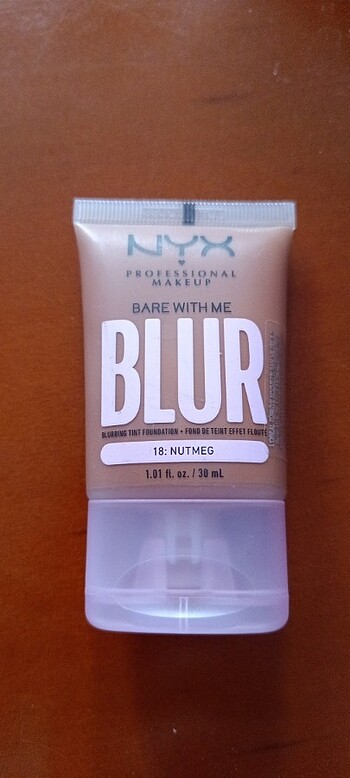 NYX
PROFESSIONAL
MAKEUP
BARE WITH ME
BLUR
BLURRING TINT FOUNDATION • FOND DE TEINT EFFET FLOUTÉ
18: NUTMEG
1.01 fl. oz. / 30 mL